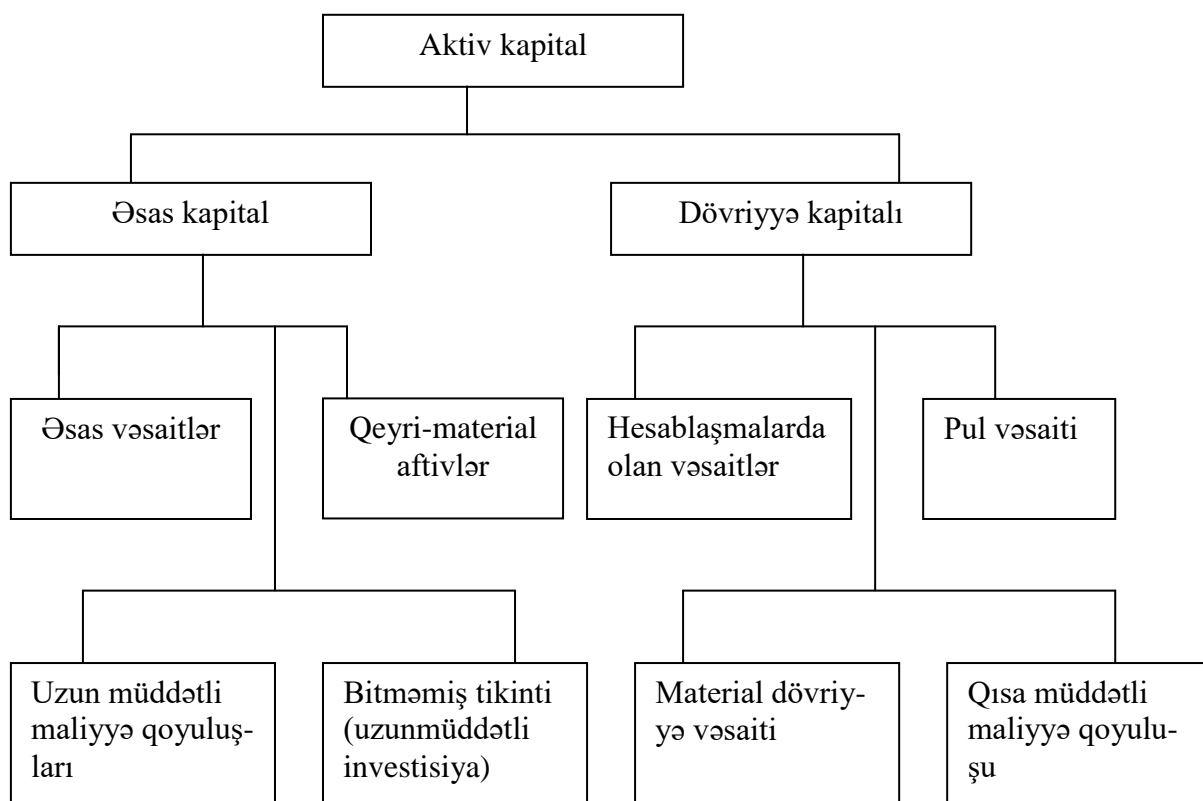 Aktiv kapital
Əsas kapital
Dövriyyə kapitalı
Əsas vəsaitlər
Qeyri-material
aftivlər
Hesablaşmalarda
olan vəsaitlər
Pul vəsaiti
Uzun müddətli
maliyyə qoyuluş-
ları
Bitməmiş tikinti
(uzunmüddətli
investisiya)
Material dövriy-
yə vəsaiti
Qısa müddətli
maliyyə qoyulu-
şu